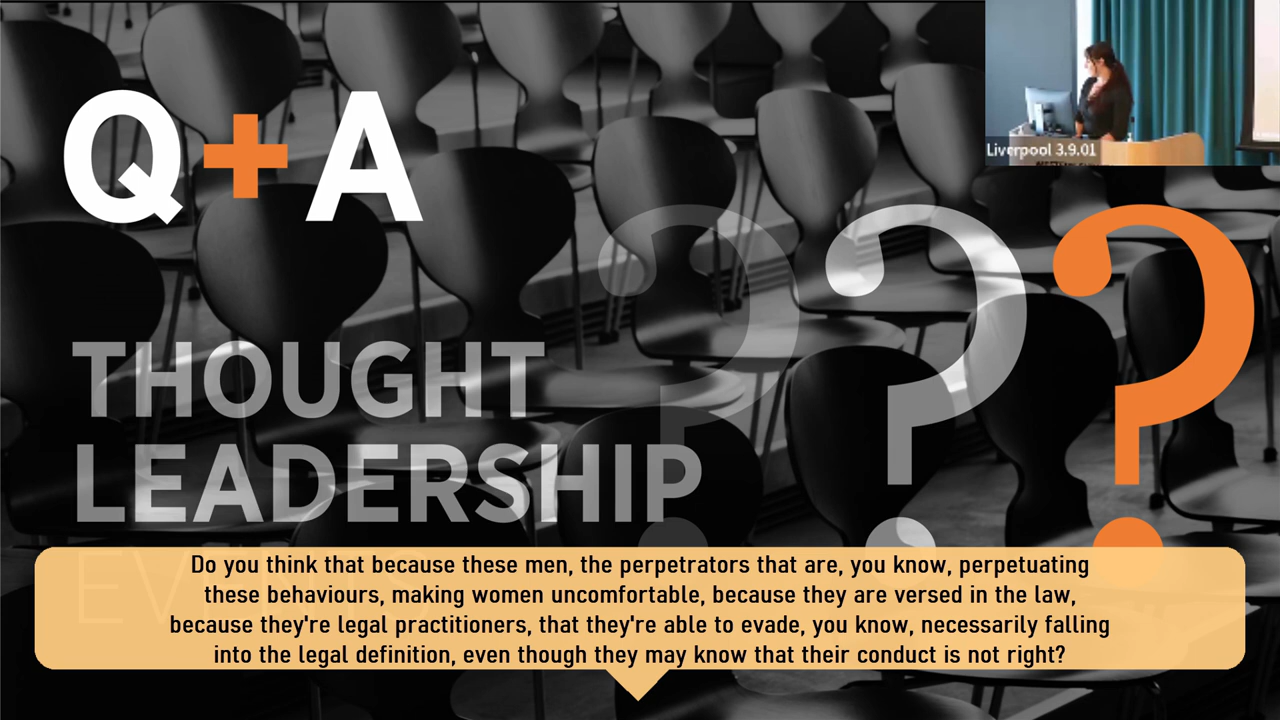 Q+A
Liverpool 3.9.01
THOUGHT
LEADERSHIP
EVENTS
Do you think that because these men, the perpetrators that are, you know, perpetuating
these behaviours, making women uncomfortable, because they are versed in the law,
because they're legal practitioners, that they're able to evade, you know, necessarily falling
into the legal definition, even though they may know that their conduct is not right?